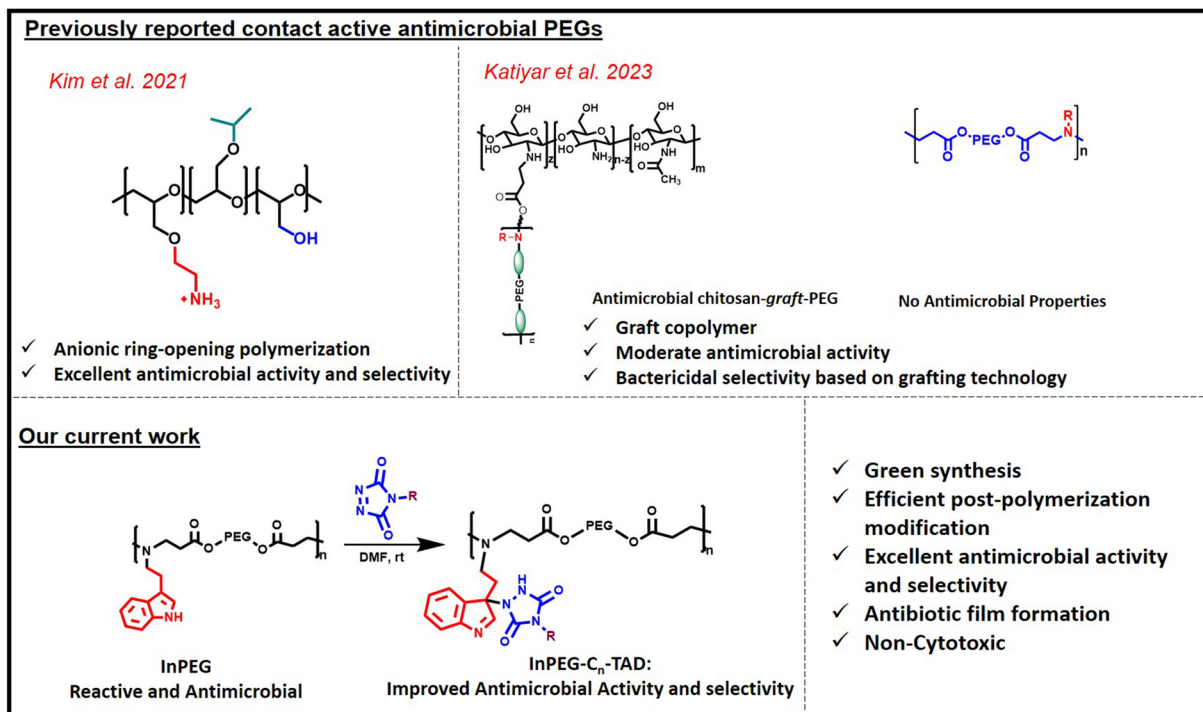 Previously reported contact active antimicrobial PEGs
Kim et al. 2021
O
O
O
O
O
OH
+NH3
✓ Anionic ring-opening polymerization
✓ Excellent antimicrobial activity and selectivity
Katiyar et al. 2023
OH
OH
OH
O
O
O
O
O
O
HO
HO
HO
NH
z
NH2
n-z
NH
m
O
CH3
O
O
R-N
PEG
n
Antimicrobial chitosan-graft-PEG
✓ Graft copolymer
✓ Moderate antimicrobial activity
✓ Bactericidal selectivity based on grafting technology
R
O
PEG
O
N
n
O
O
No Antimicrobial Properties
Our current work
O
O
N
O
PEG
O
n
NH
InPEG
Reactive and Antimicrobial
O
N
N
N-R
O
DMF, rt
O
O
N
O
PEG
O
n
H
N
O
N
N
O
R
N
InPEG-Cn-TAD:
Improved Antimicrobial Activity and selectivity
✓ Green synthesis
✓ Efficient post-polymerization
modification
✓ Excellent antimicrobial activity
and selectivity
✓ Antibiotic film formation
✓ Non-Cytotoxic